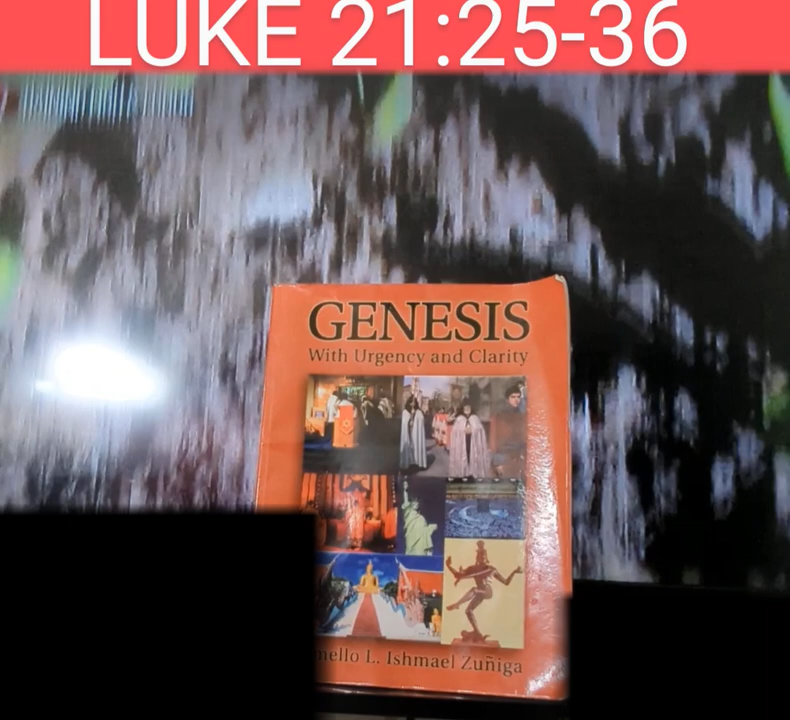 LUKE 21:25-36
GENESIS
With Urgency and Clarity
L. Ishmael Zuñiga